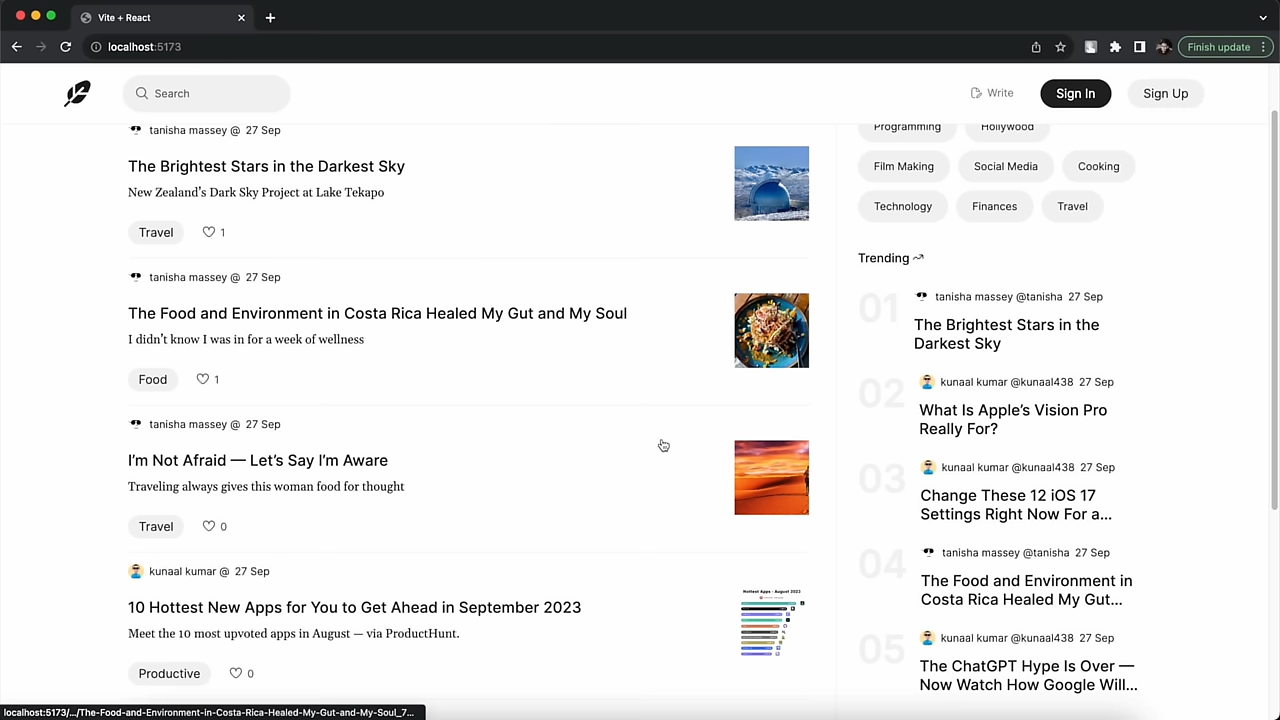 Vite + React
localhost:5173
Finish update
Search
Write
Sign In
Sign Up
tanisha massey @ 27 Sep
The Brightest Stars in the Darkest Sky
New Zealand's Dark Sky Project at Lake Tekapo
Travel
1
tanisha massey @ 27 Sep
The Food and Environment in Costa Rica Healed My Gut and My Soul
I didn't know I was in for a week of wellness
Food
1
tanisha massey @ 27 Sep
I'm Not Afraid — Let's Say I'm Aware
Traveling always gives this woman food for thought
Travel
0
kunaal kumar @ 27 Sep
10 Hottest New Apps for You to Get Ahead in September 2023
Meet the 10 most upvoted apps in August — via ProductHunt.
Hottest Apps - August 2023
Productive
0
Programming
Hollywood
Film Making
Social Media
Cooking
Technology
Finances
Travel
Trending
01
tanisha massey @tanisha 27 Sep
The Brightest Stars in the
Darkest Sky
02
kunaal kumar @kunaal438 27 Sep
What Is Apple's Vision Pro
Really For?
03
kunaal kumar @kunaal438 27 Sep
Change These 12 iOS 17
Settings Right Now For a...
04
tanisha massey @tanisha 27 Sep
The Food and Environment in
Costa Rica Healed My Gut...
05
kunaal kumar @kunaal438 27 Sep
The ChatGPT Hype Is Over —
Now Watch How Google Will...
localhost:5173/.../The-Food-and-Environment-in-Costa-Rica-Healed-My-Gut-and-My-Soul_7...